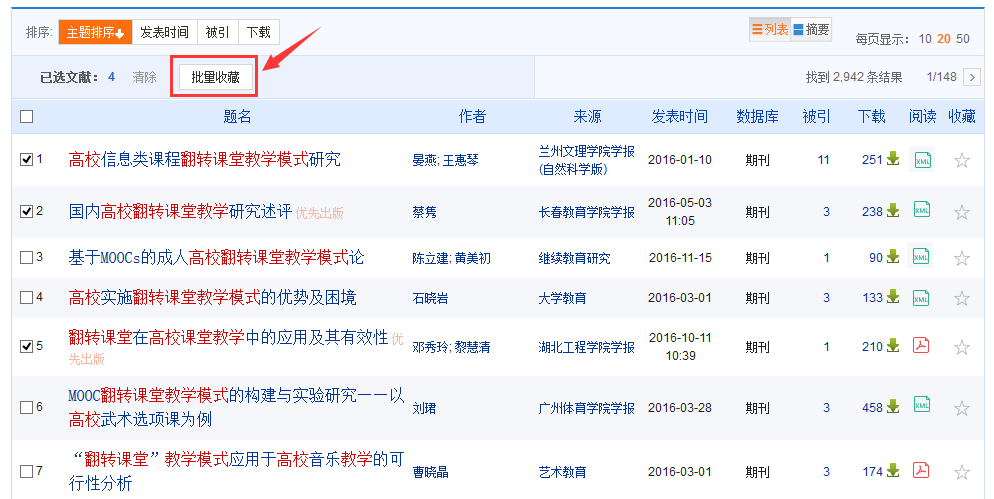 排序: 主题排序 发表时间 被引 下载 列表 摘要 每页显示: 10 20 50
已选文献: 4 清除 批量收藏 找到 2,942 条结果 1/148 >
题名 作者 来源 发表时间 数据库 被引 下载 阅读 收藏
1 高校信息类课程翻转课堂教学模式研究 晏燕; 王惠琴 兰州文理学院学报(自然科学版) 2016-01-10 期刊 11 251 XML
2 国内高校翻转课堂教学研究述评 优先出版 蔡隽 长春教育学院学报 2016-05-03 11:05 期刊 3 238 XML
3 基于MOOCs的成人高校翻转课堂教学模式论 陈立建; 黄美初 继续教育研究 2016-11-15 期刊 1 90 XML
4 高校实施翻转课堂教学模式的优势及困境 石晓岩 大学教育 2016-03-01 期刊 3 133 XML
5 翻转课堂在高校课堂教学中的应用及其有效性 优先出版 邓秀玲; 黎慧清 湖北工程学院学报 2016-10-11 10:39 期刊 1 210
6 MOOC翻转课堂教学模式的构建与实验研究——以高校武术选项课为例 刘珺 广州体育学院学报 2016-03-28 期刊 3 458 XML
7 “翻转课堂”教学模式应用于高校音乐教学的可行性分析 曹晓晶 艺术教育 2016-03-01 期刊 3 174